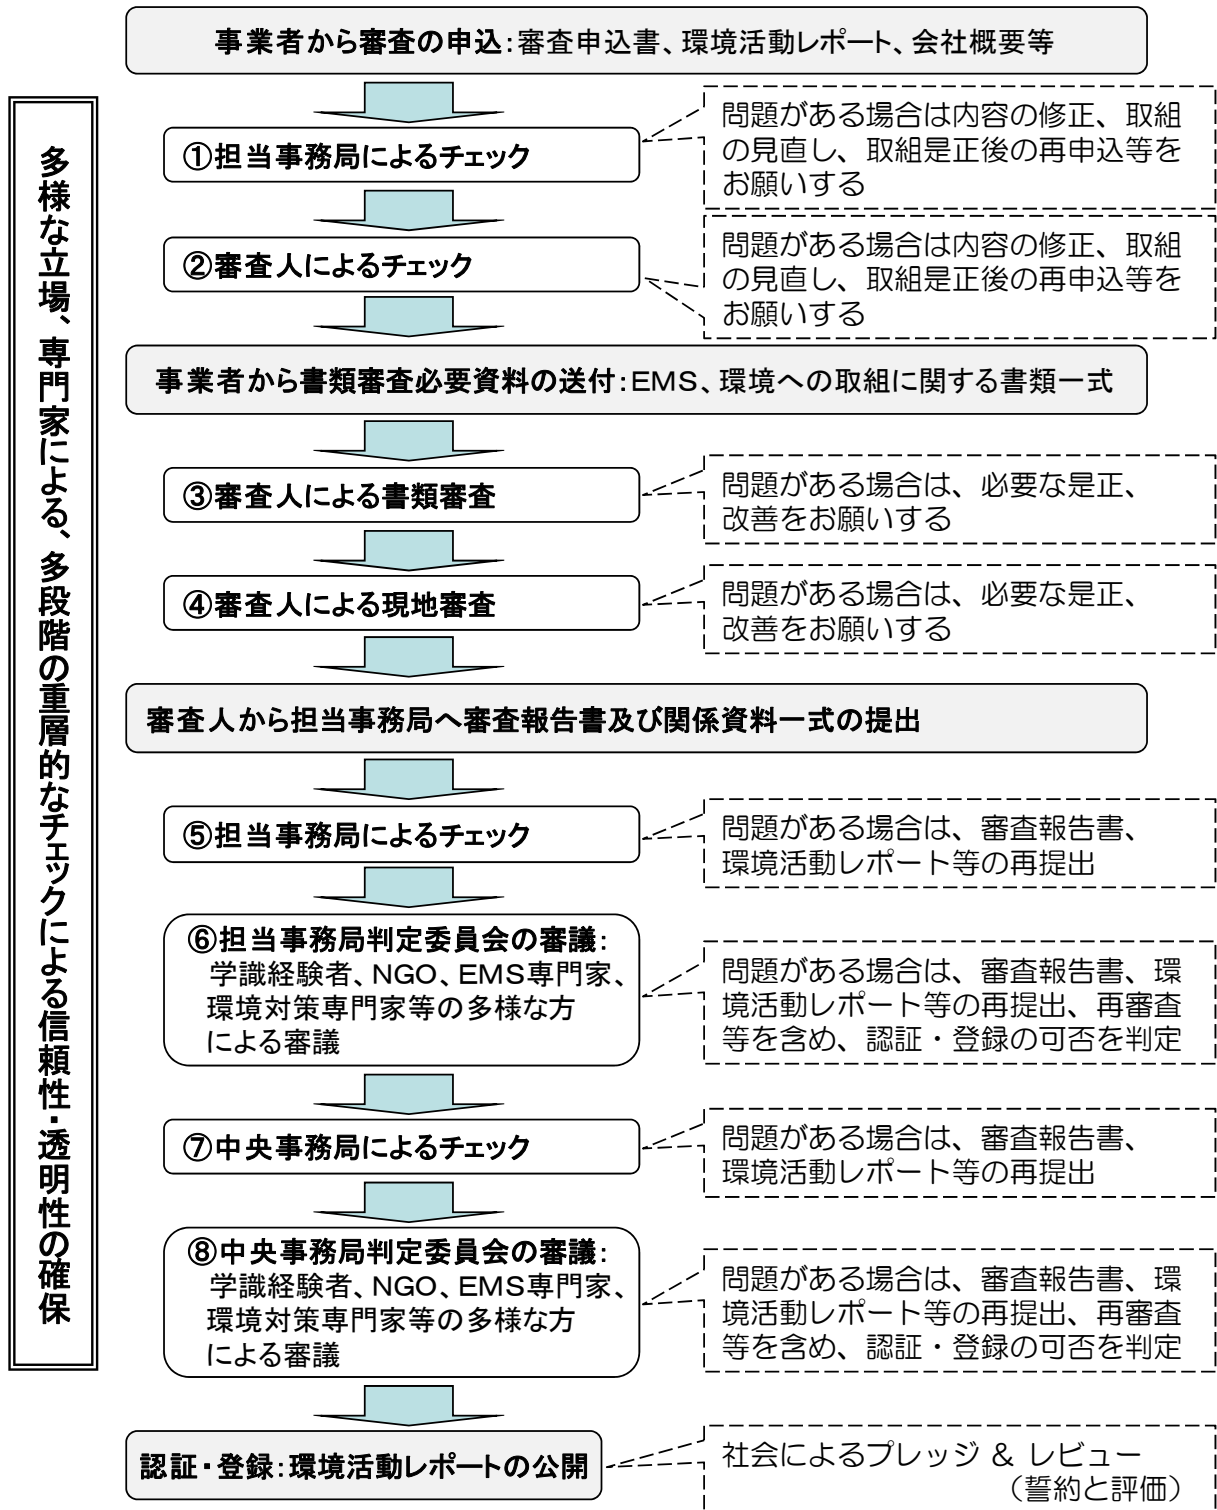 事業者から審査の申込：審査申込書、環境活動レポート、会社概要等
多様な立場、専門家による、多段階の重層的なチェックによる信頼性・透明性の確保
①担当事務局によるチェック
問題がある場合は内容の修正、取組
の見直し、取組是正後の再申込等を
お願いする
②審査人によるチェック
問題がある場合は内容の修正、取組
の見直し、取組是正後の再申込等を
お願いする
事業者から書類審査必要資料の送付：EMS、環境への取組に関する書類一式
③審査人による書類審査
問題がある場合は、必要な是正、
改善をお願いする
④審査人による現地審査
問題がある場合は、必要な是正、
改善をお願いする
審査人から担当事務局へ審査報告書及び関係資料一式の提出
⑤担当事務局によるチェック
問題がある場合は、審査報告書、
環境活動レポート等の再提出
⑥担当事務局判定委員会の審議：
学識経験者、NGO、EMS専門家、
環境対策専門家等の多様な方
による審議
問題がある場合は、審査報告書、環
境活動レポート等の再提出、再審査
等を含め、認証・登録の可否を判定
⑦中央事務局によるチェック
問題がある場合は、審査報告書、
環境活動レポート等の再提出
⑧中央事務局判定委員会の審議：
学識経験者、NGO、EMS専門家、
環境対策専門家等の多様な方
による審議
問題がある場合は、審査報告書、環
境活動レポート等の再提出、再審査
等を含め、認証・登録の可否を判定
認証・登録：環境活動レポートの公開
社会によるプレッジ ＆ レビュー
（誓約と評価）